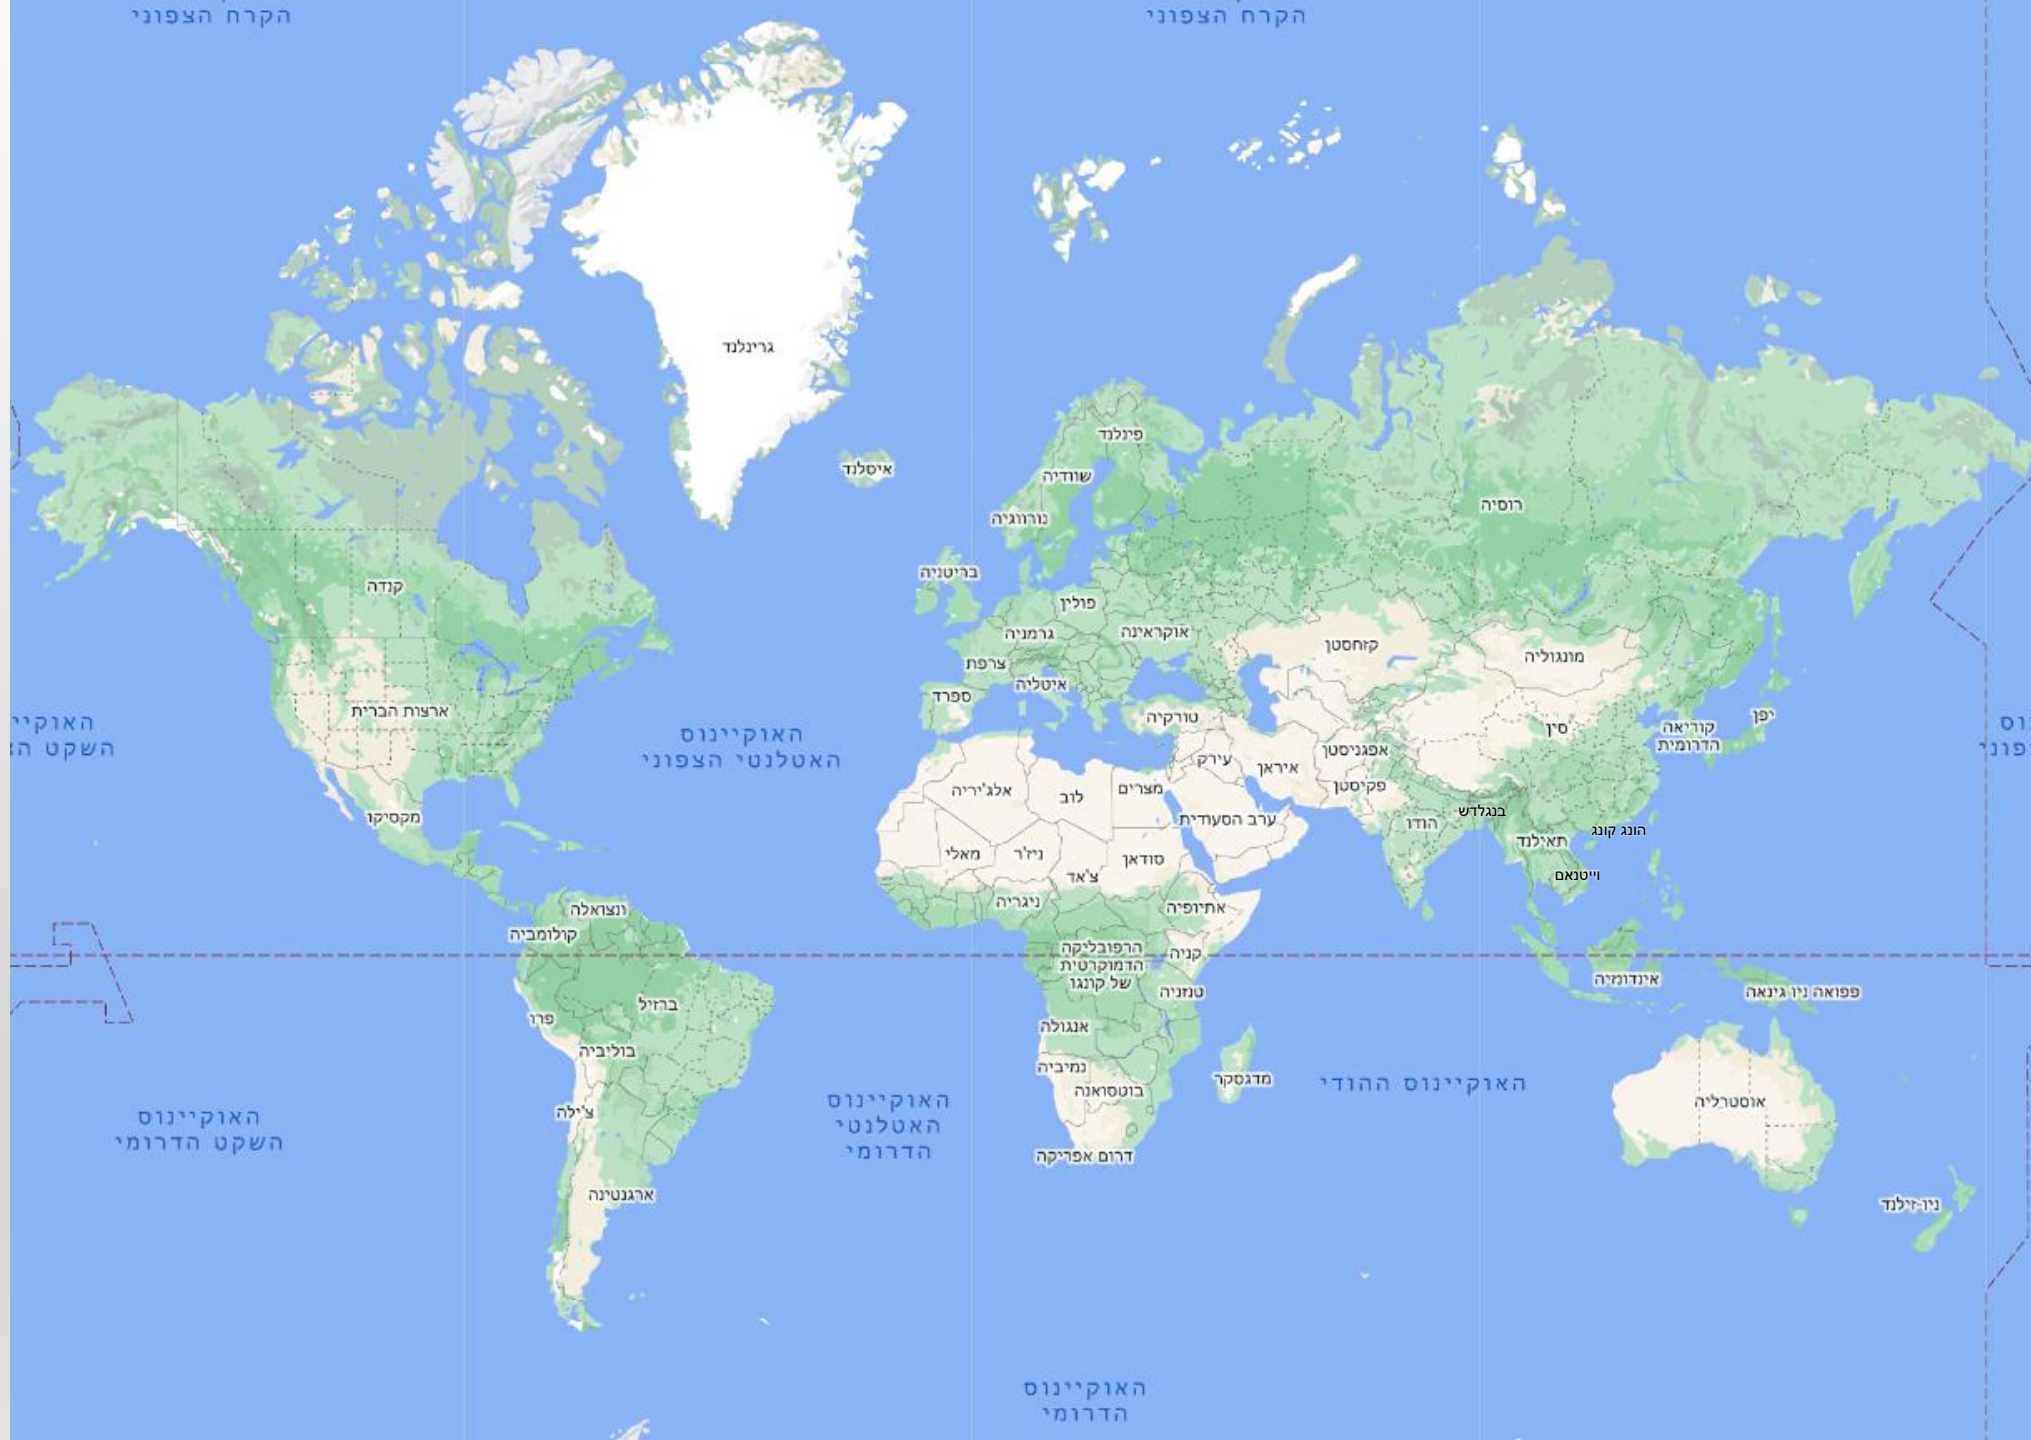 הקרח הצפוני
הקרח הצפוני
גרינלנד
פינלנד
איסלנד
שוודיה
רוסיה
נורווגיה
בריטניה
קנדה
פולין
גרמניה
אוקראינה
קזחסטן
מונגוליה
צרפת
איטליה
ספרד
ארצות הברית
טורקיה
סין
יפן
קוריאה
הדרומית
האוקיינוס
האטלנטי הצפוני
השקט
אפגניסטן
עירק
איראן
פקיסטן
מצרים
אלג'יריה
לוב
מקסיקו
ערב הסעודית
הודו
בנגלדש
הונג קונג
תאילנד
מאלי
ניז'ר
סודאן
צ'אד
וייטנאם
ניגריה
אתיופיה
ונצואלה
קולומביה
הרפובליקה
הדמוקרטית
של קונגו
קניה
טנזניה
אינדונזיה
פפואה ניו גינאה
ברזיל
פרו
אנגולה
בוליביה
נמיביה
בוטסואנה
מדגסקר
האוקיינוס ההודי
אוסטרליה
צ'ילה
האוקיינוס
השקט הדרומי
האוקיינוס
האטלנטי
הדרומי
דרום אפריקה
ארגנטינה
ניו-זילנד
האוקיינוס
הדרומי